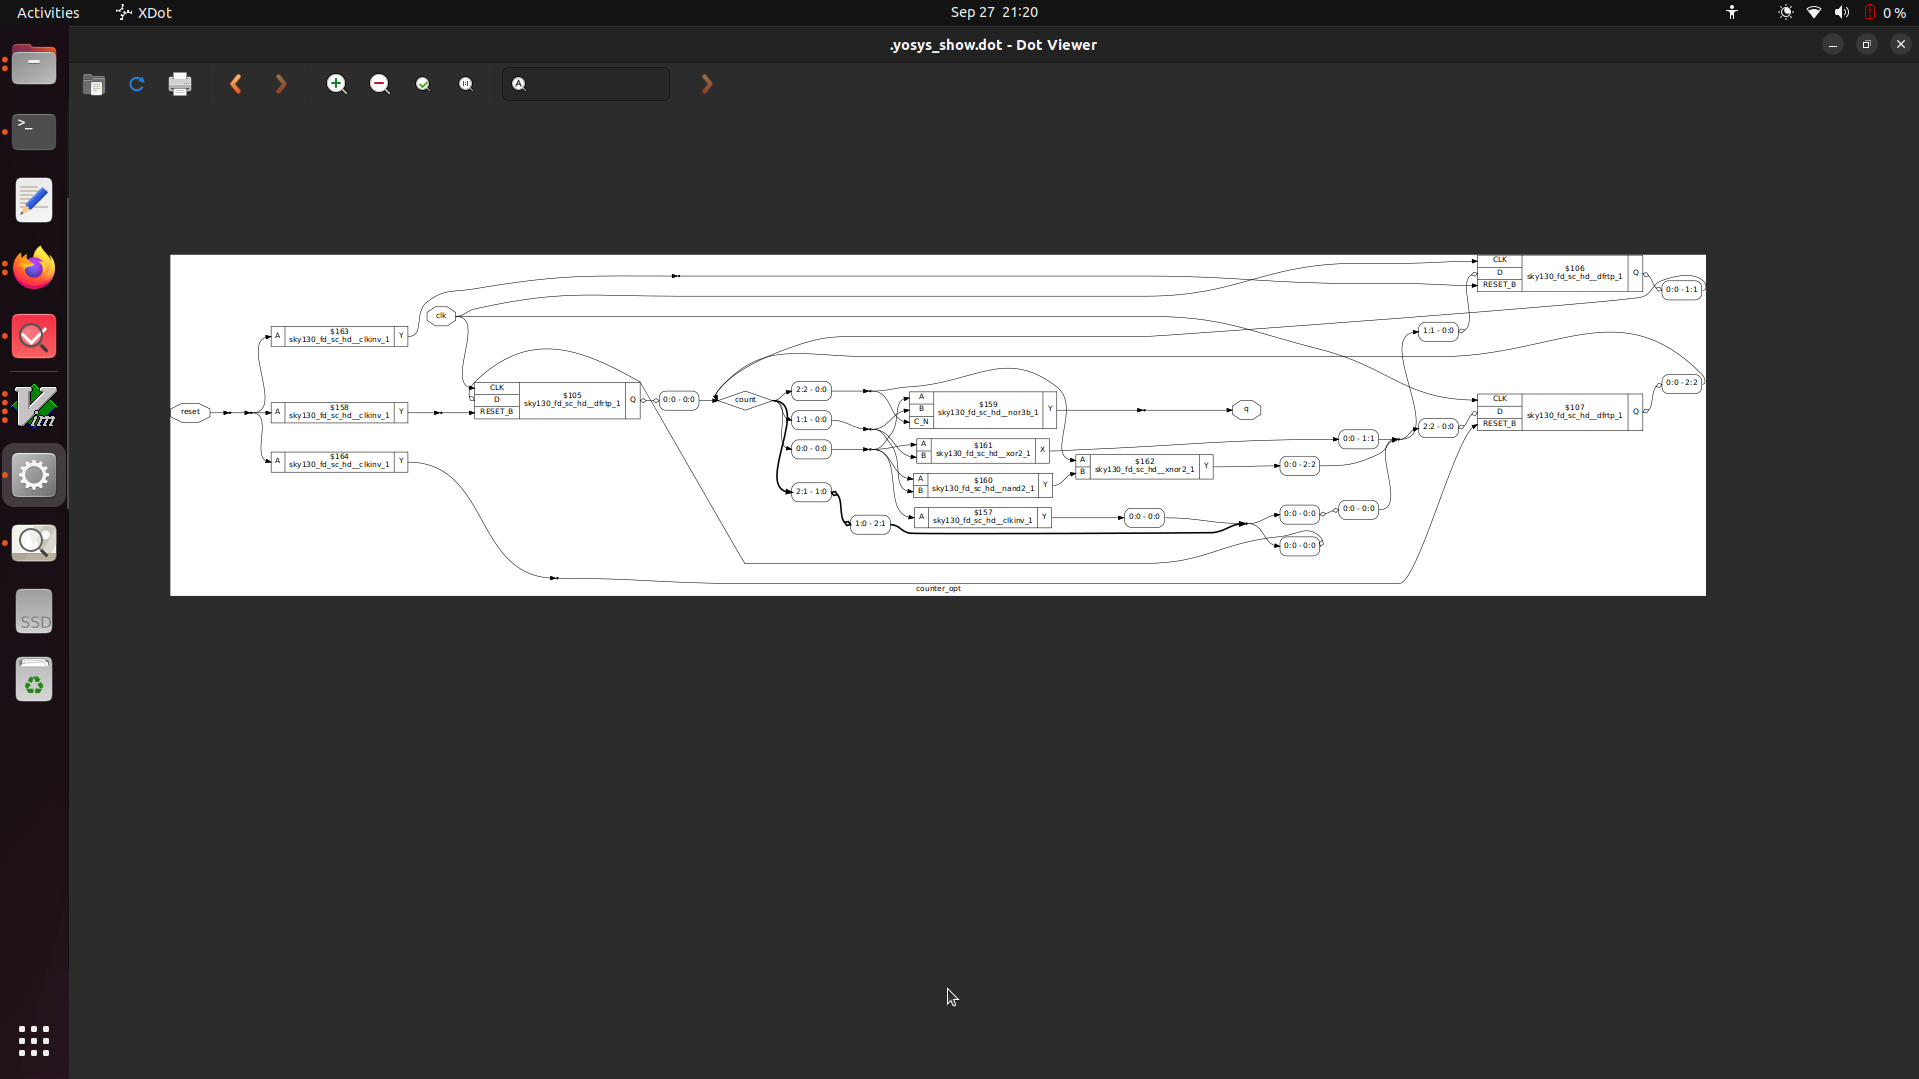 Activities
XDot
Sep 27 21:20
0 %
.yosys_show.dot - Dot Viewer
CLK
D
RESET_B
$106
sky130_fd_sc_hd__dfrtp_1
Q
0:0 - 1:1
clk
1:1 - 0:0
A
$163
sky130_fd_sc_hd__clkinv_1
Y
0:0 - 2:2
CLK
D
RESET_B
$105
sky130_fd_sc_hd__dfrtp_1
Q
0:0 - 0:0
count
2:2 - 0:0
1:1 - 0:0
0:0 - 0:0
2:1 - 1:0
1:0 - 2:1
A
B
C_N
$159
sky130_fd_sc_hd__nor3b_1
Y
q
CLK
D
RESET_B
$107
sky130_fd_sc_hd__dfrtp_1
Q
reset
A
$158
sky130_fd_sc_hd__clkinv_1
Y
2:2 - 0:0
A
B
$161
sky130_fd_sc_hd__xor2_1
X
0:0 - 1:1
A
$164
sky130_fd_sc_hd__clkinv_1
Y
A
B
$162
sky130_fd_sc_hd__xnor2_1
Y
0:0 - 2:2
A
B
$160
sky130_fd_sc_hd__nand2_1
Y
A
$157
sky130_fd_sc_hd__clkinv_1
Y
0:0 - 0:0
0:0 - 0:0
0:0 - 0:0
0:0 - 0:0
counter_opt
>_
Vim
SSD